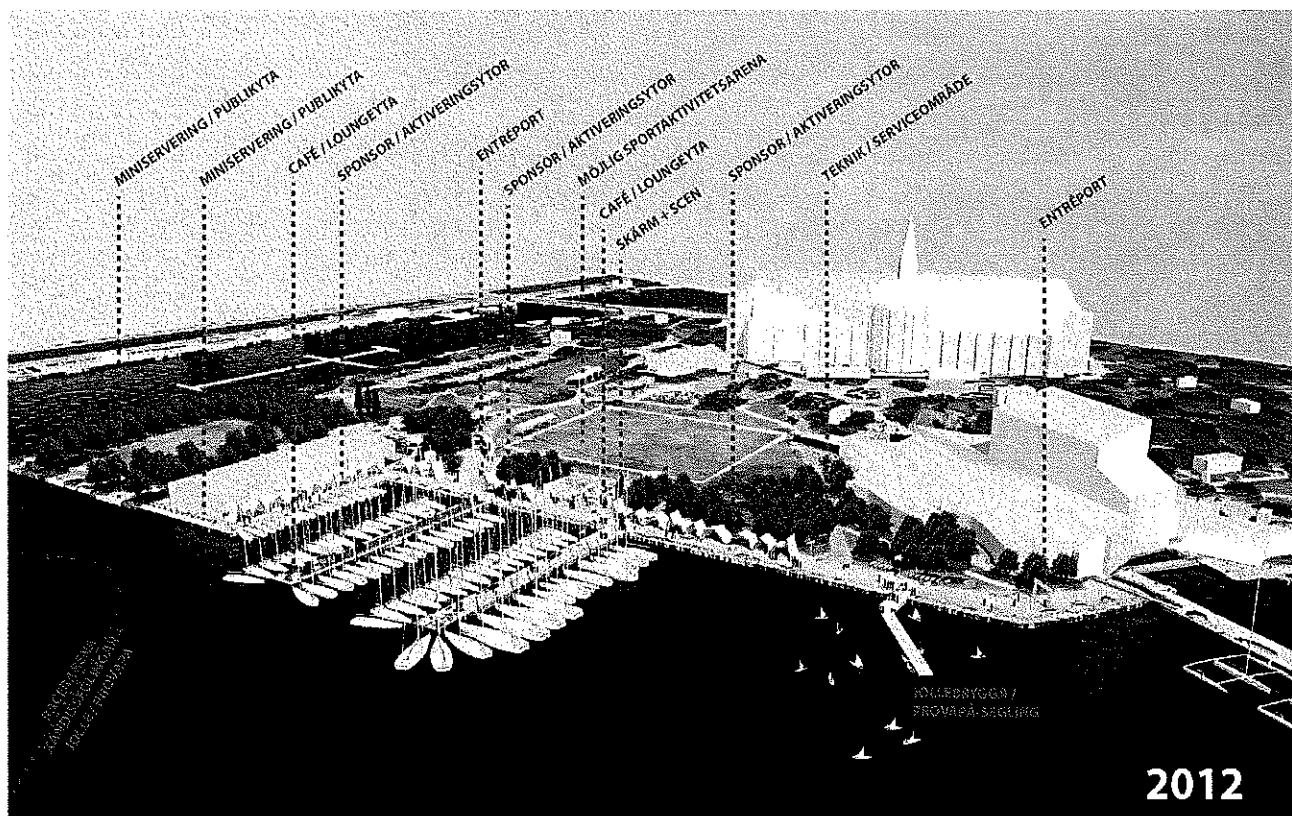 MINISERVERING / PUBLIKYTA
MINISERVERING / PUBLIKYTA
CAFÉ / LOUNGEYTA
SPONSOR / AKTIVERINGSYTOR
ENTRÉPORT
SPONSOR / AKTIVERINGSYTOR
MÖJLIG SPORTAKTIVITETSARENA
CAFÉ / LOUNGEYTA
SKÄRM + SCEN
SPONSOR / AKTIVERINGSYTOR
TEKNIK / SERVICEOMRÅDE
ENTRÉPORT
JOLLEBRYGGA /
PROVAPÅ-SEGLING
2012